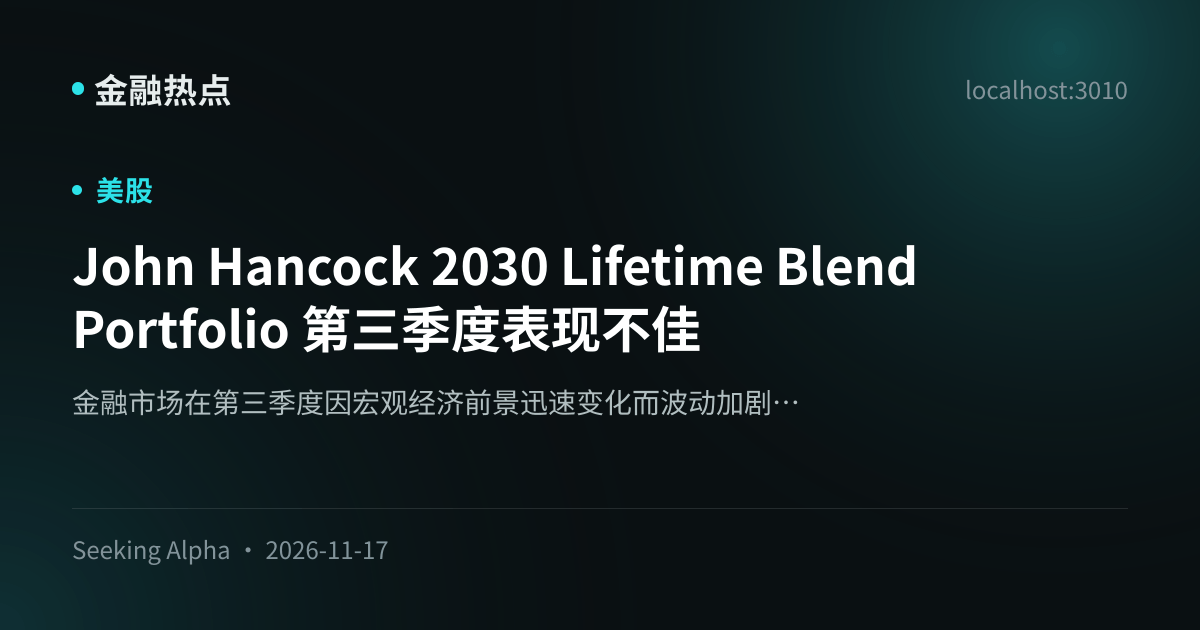 金融热点
localhost:3010
美股
John Hancock 2030 Lifetime Blend
Portfolio 第三季度表现不佳
金融市场在第三季度因宏观经济前景迅速变化而波动加剧…
Seeking Alpha · 2026-11-17